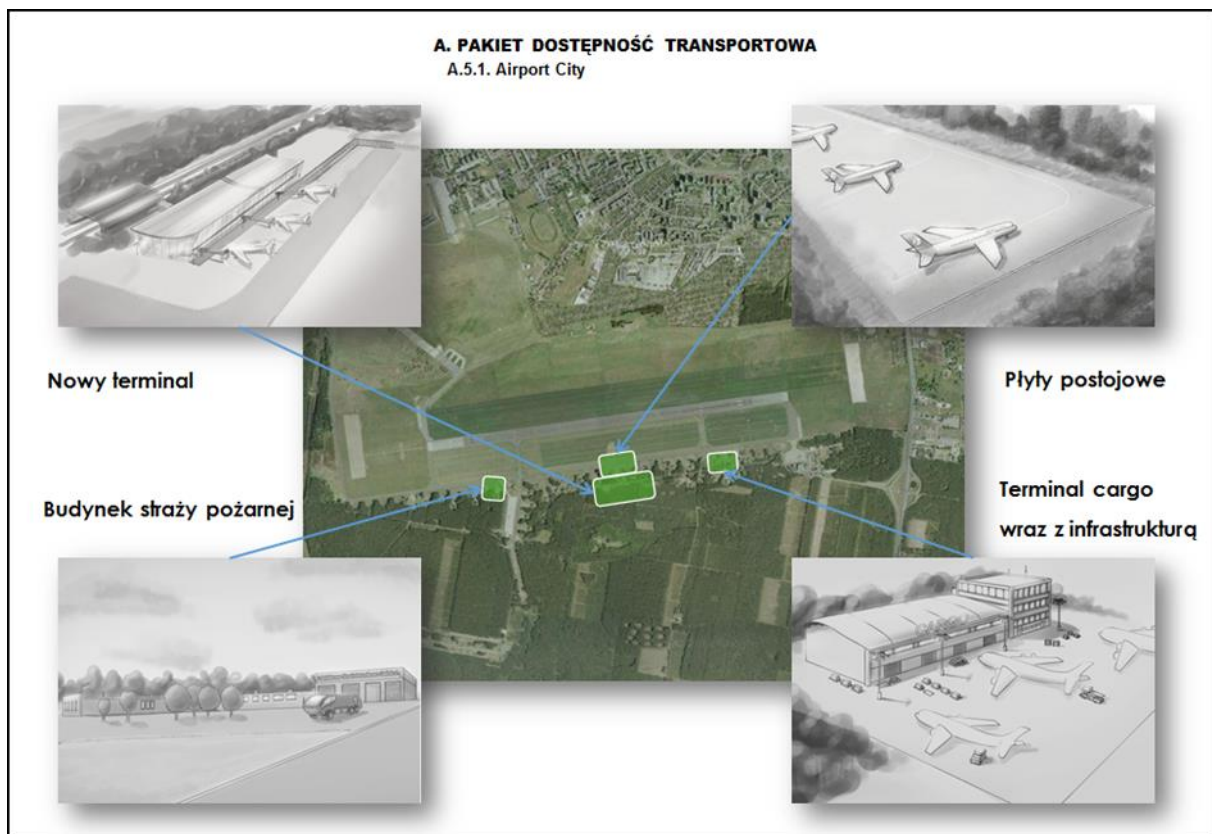 A. PAKIET DOSTĘPNOŚĆ TRANSPORTOWA
A.5.1. Airport City
Nowy terminal
Płyty postojowe
Budynek straży pożarnej
Terminal cargo
wraz z infrastrukturą